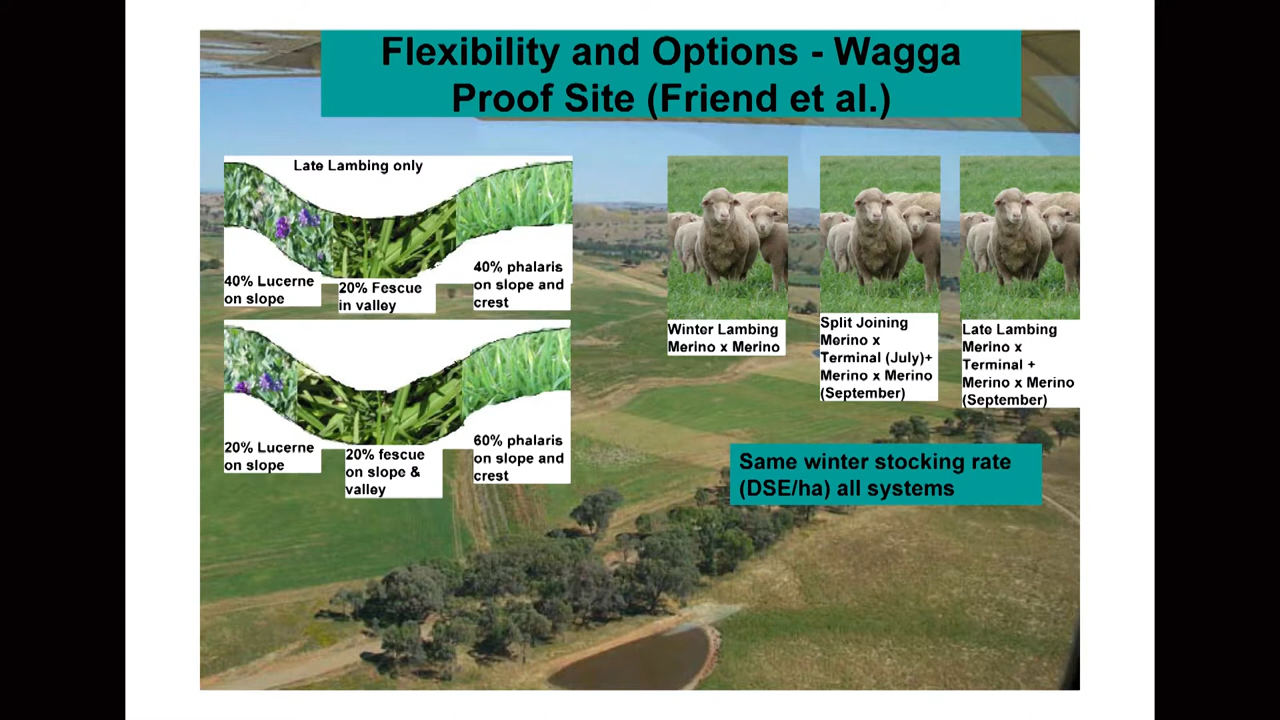 Flexibility and Options - Wagga
Proof Site (Friend et al.)
Late Lambing only
40% Lucerne
on slope
20% Fescue
in valley
40% phalaris
on slope and
crest
20% Lucerne
on slope
20% fescue
on slope &
valley
60% phalaris
on slope and
crest
Winter Lambing
Merino x Merino
Split Joining
Merino x
Terminal (July)+
Merino x Merino
(September)
Late Lambing
Merino x
Terminal +
Merino x Merino
(September)
Same winter stocking rate
(DSE/ha) all systems